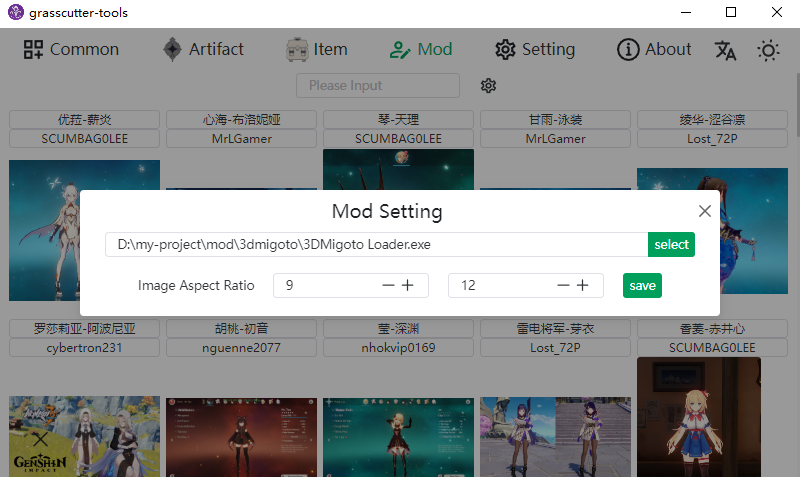 grasscutter-tools
Common Artifact Item Mod Setting About
Please Input
优菈-薪炎 心海-布洛妮娅 琴-天理 甘雨-泳装 绫华-涩谷凛
SCUMBAG0LEE MrLGamer SCUMBAG0LEE MrLGamer Lost_72P
Mod Setting
D:\my-project\mod\3dmigoto\3DMigoto Loader.exe select
Image Aspect Ratio 9 12 save
罗莎莉亚-阿波尼亚 胡桃-初音 莹-深渊 雷电将军-芽衣 香菱-赤井心
cybertron231 nguenne2077 nhokvip0169 Lost_72P SCUMBAG0LEE
GENSHIN
IMPACT